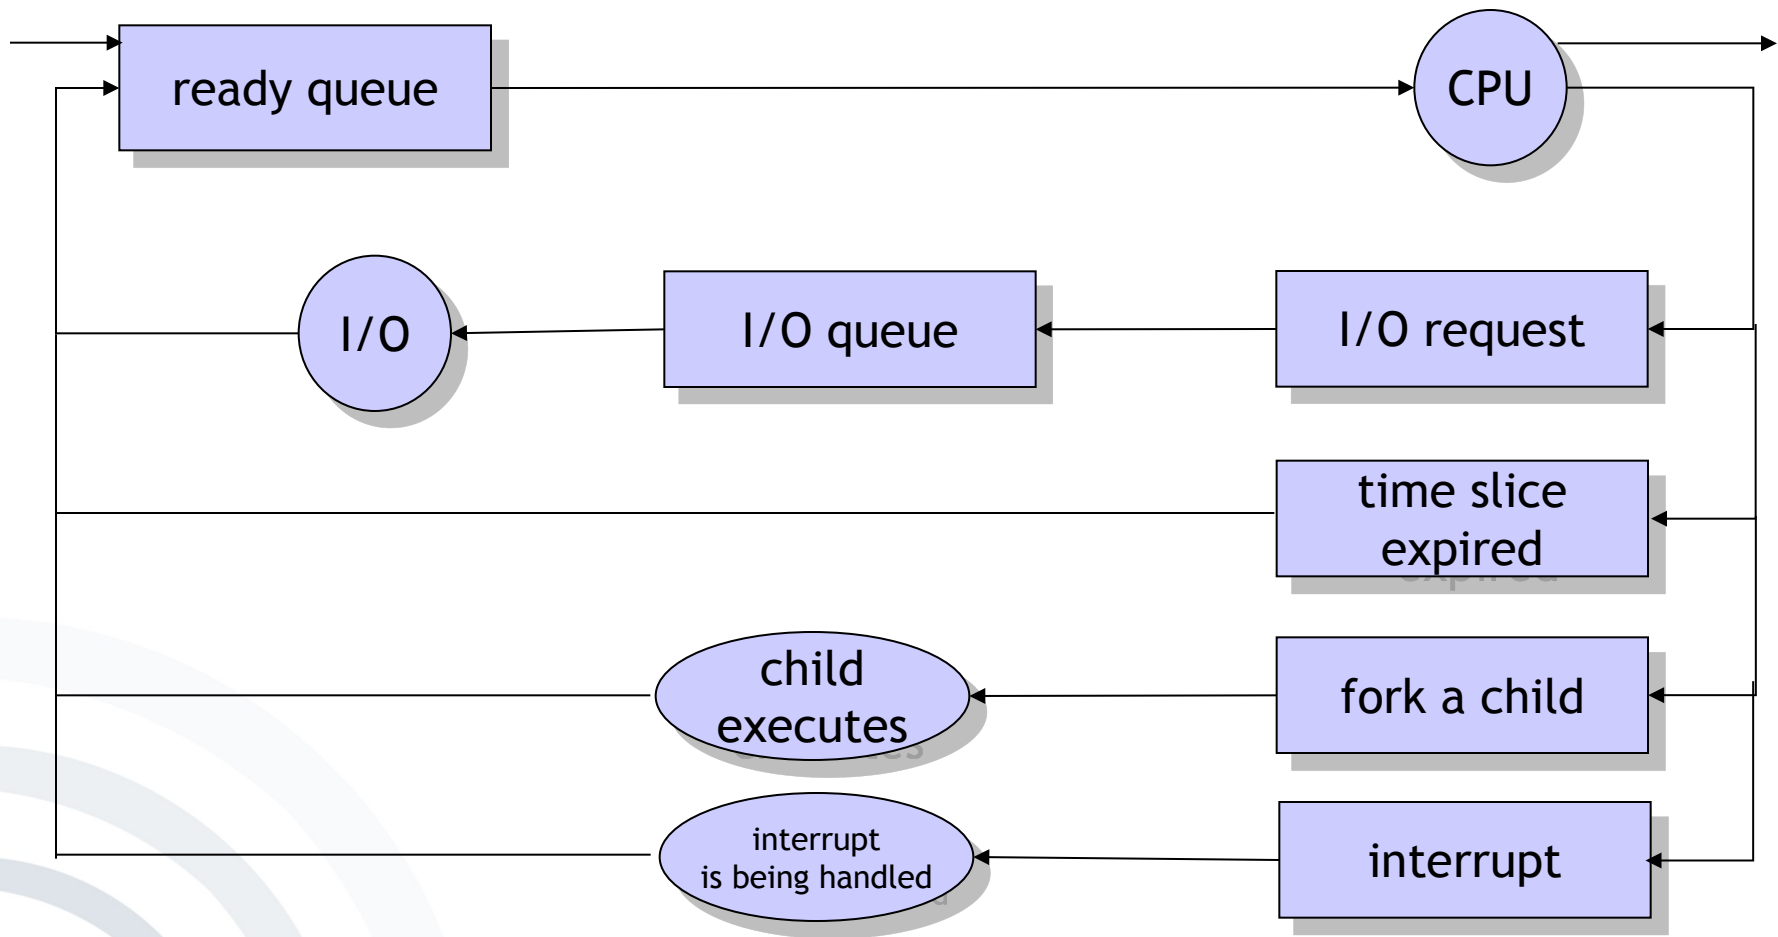 ready queue
CPU
I/O
I/O queue
I/O request
time slice
expired
child
executes
fork a child
interrupt
is being handled
interrupt